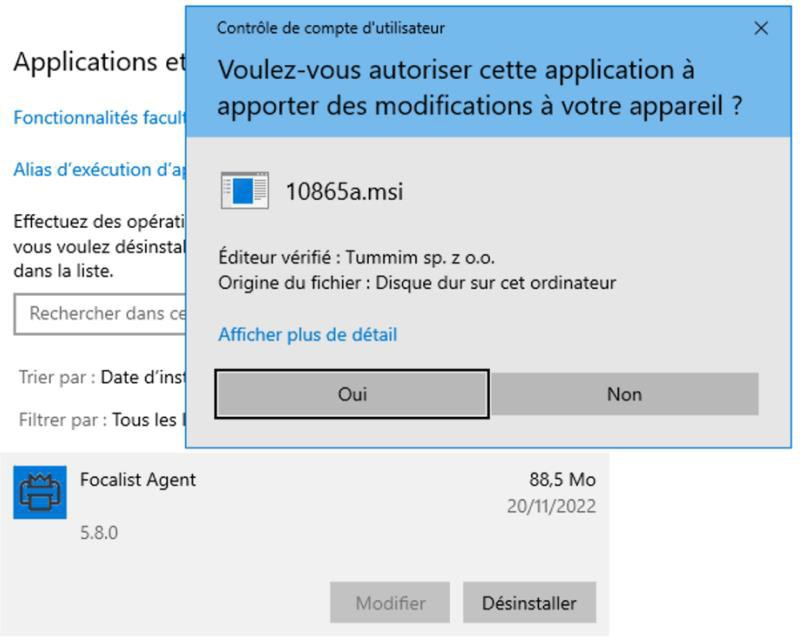 Contrôle de compte d'utilisateur
Voulez-vous autoriser cette application à
apporter des modifications à votre appareil ?
10865a.msi
Éditeur vérifié : Tummim sp. z o.o.
Origine du fichier : Disque dur sur cet ordinateur
Afficher plus de détail
Oui
Non
Applications et
Fonctionnalités facult
Alias d'exécution d'a
Effectuez des opérati
vous voulez désinstal
dans la liste.
Rechercher dans ce
Trier par : Date d'inst
Filtrer par : Tous les l
Focalist Agent
88,5 Mo
20/11/2022
5.8.0
Modifier
Désinstaller